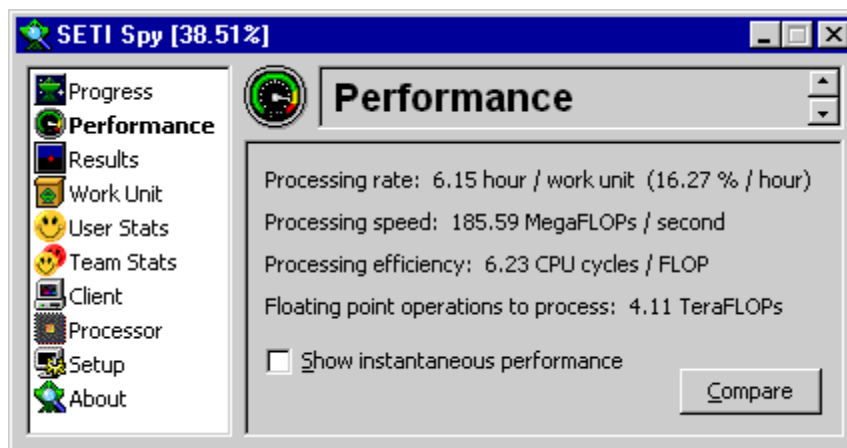 SETI Spy [38.51%]
Progress
Performance
Results
Work Unit
User Stats
Team Stats
Client
Processor
Setup
About
Performance
Processing rate: 6.15 hour / work unit (16.27 % / hour)
Processing speed: 185.59 MegaFLOPs / second
Processing efficiency: 6.23 CPU cycles / FLOP
Floating point operations to process: 4.11 TeraFLOPs
Show instantaneous performance
Compare